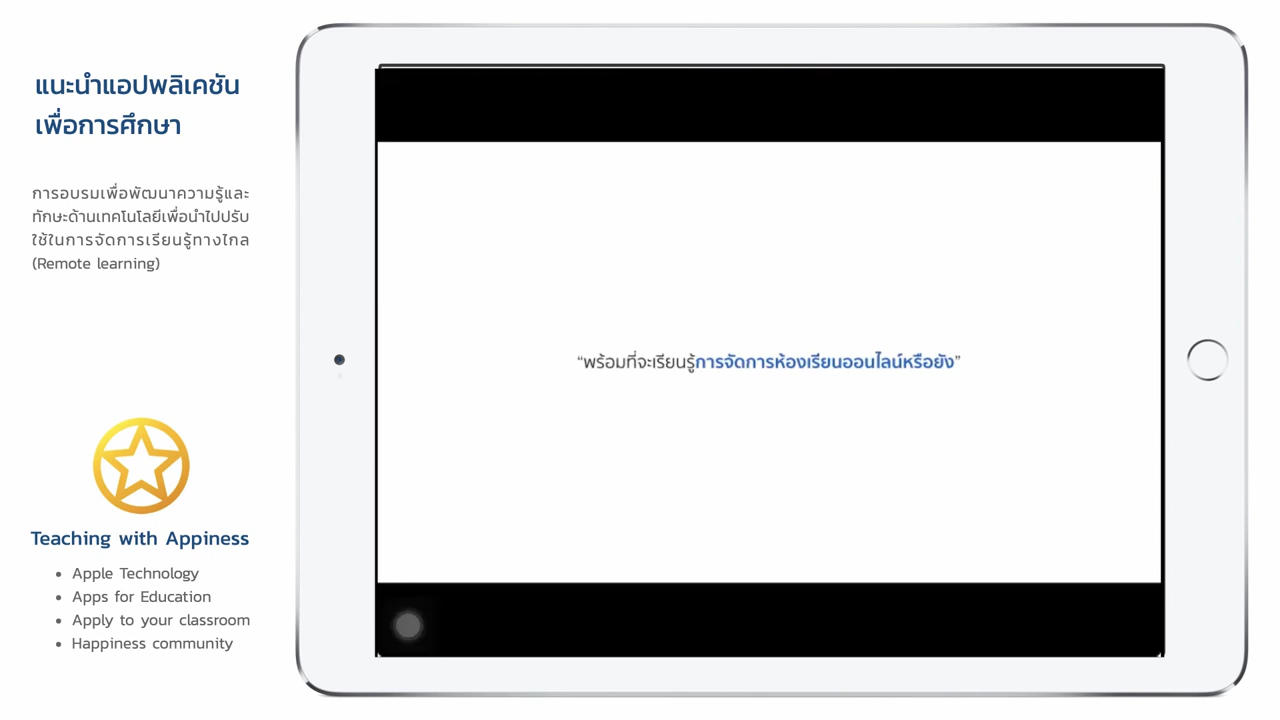 แนะนำแอปพลิเคชัน
เพื่อการศึกษา
การอบรมเพื่อพัฒนาความรู้และ
ทักษะด้านเทคโนโลยีเพื่อนำไปปรับ
ใช้ในการจัดการเรียนรู้ทางไกล
(Remote learning)
“พร้อมที่จะเรียนรู้การจัดการห้องเรียนออนไลน์หรือยัง”
Teaching with Appiness
• Apple Technology
• Apps for Education
• Apply to your classroom
• Happiness community